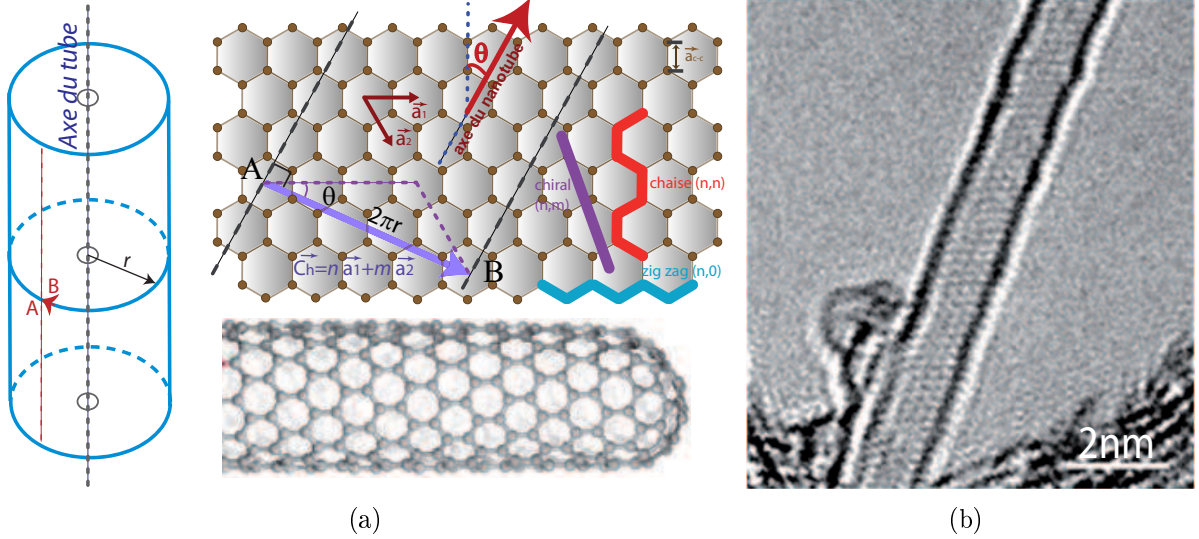 Axe du tube
r
B
A
θ
axe du nanotube
a⃗c-c
a⃗1
a⃗2
A
θ
2πr
B
C⃗h=n a⃗1+m a⃗2
chiral
(n,m)
chaise (n,n)
zig zag (n,0)
2nm
(a)
(b)